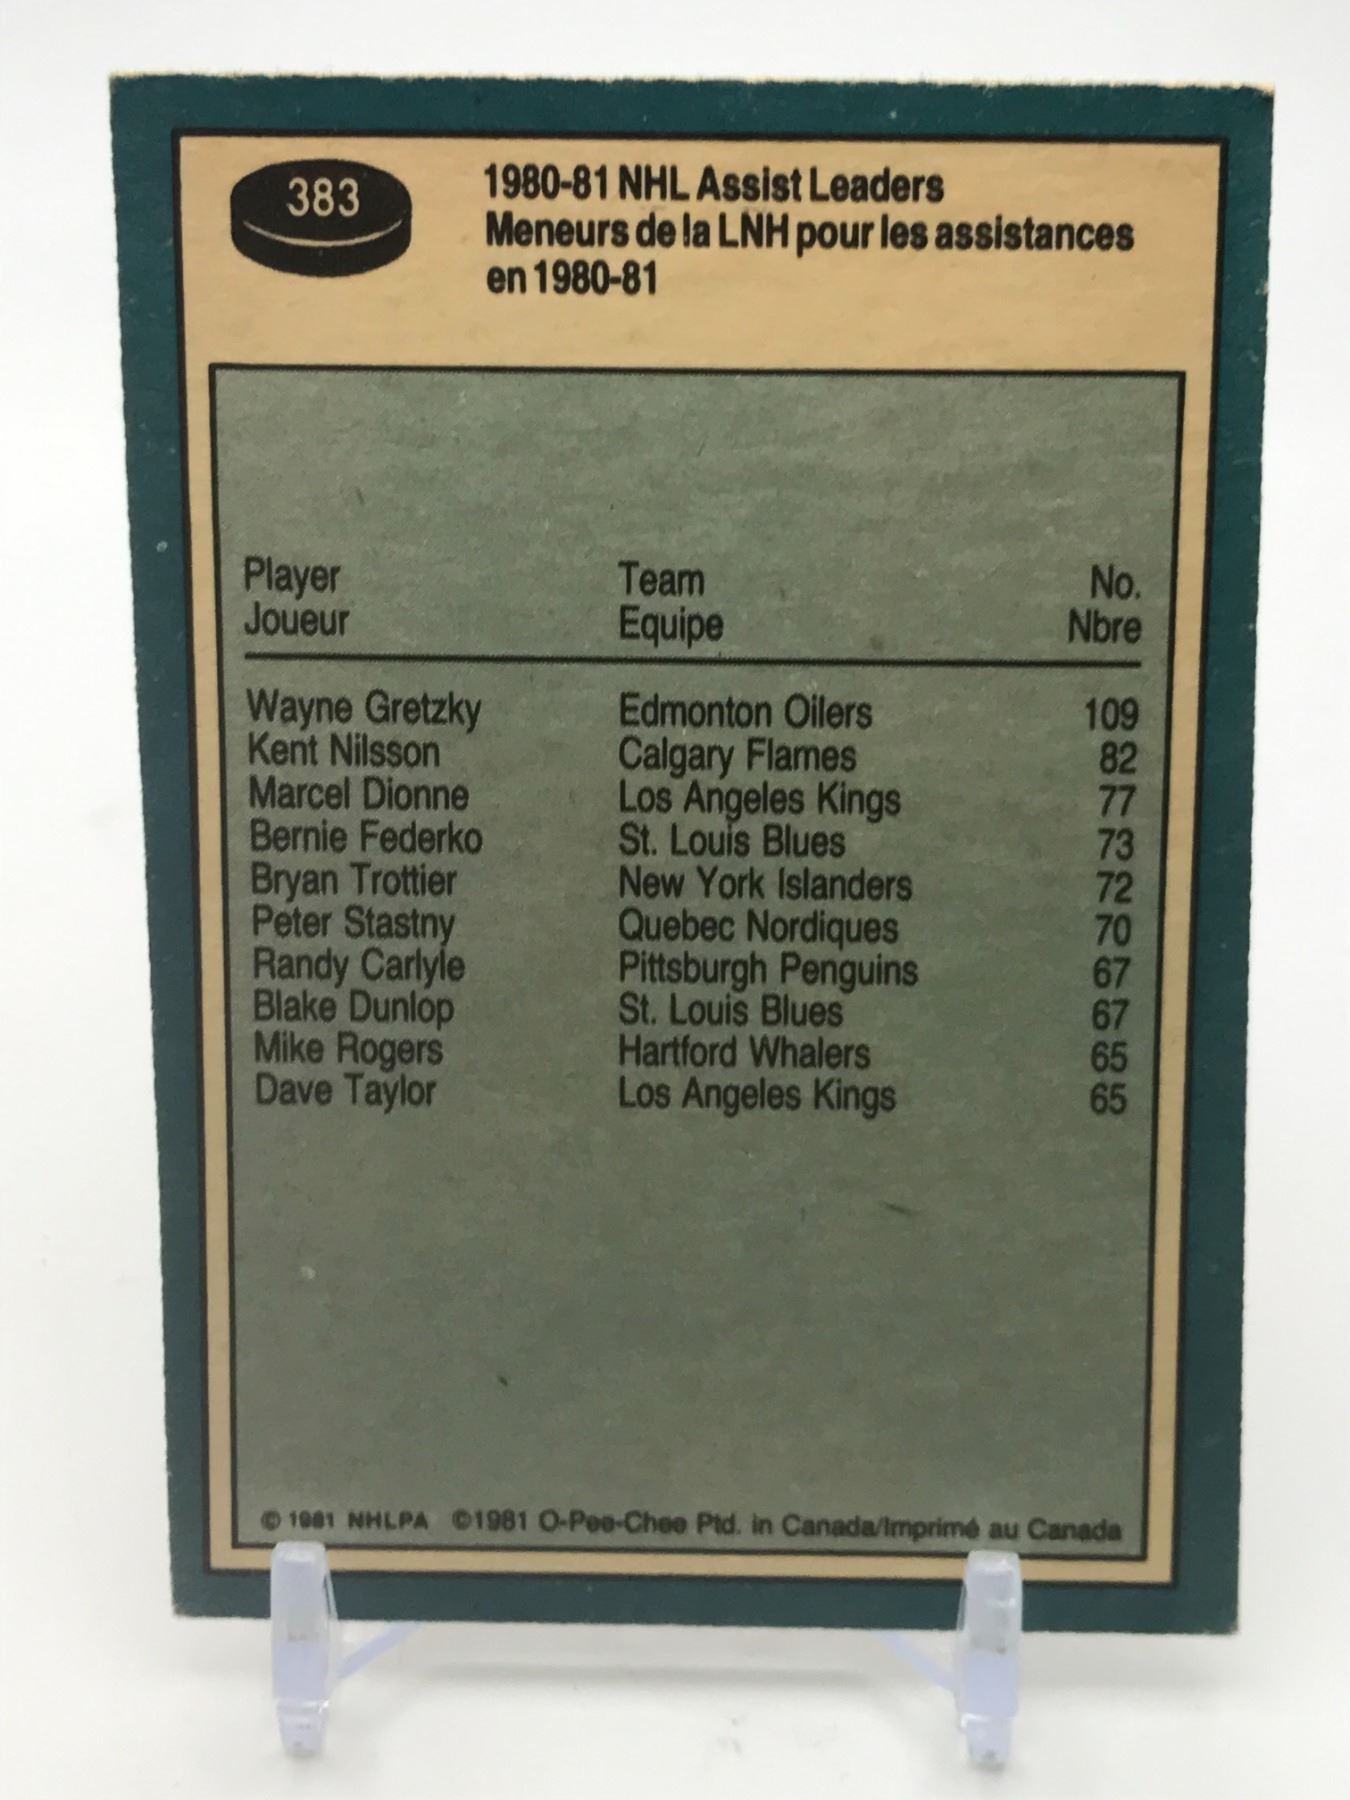 383
1980-81 NHL Assist Leaders
Meneurs de la LNH pour les assistances
en 1980-81
Player Team No.
Joueur Equipe Nbre
Wayne Gretzky Edmonton Oilers 109
Kent Nilsson Calgary Flames 82
Marcel Dionne Los Angeles Kings 77
Bernie Federko St. Louis Blues 73
Bryan Trottier New York Islanders 72
Peter Stastny Quebec Nordiques 70
Randy Carlyle Pittsburgh Penguins 67
Blake Dunlop St. Louis Blues 67
Mike Rogers Hartford Whalers 65
Dave Taylor Los Angeles Kings 65
© 1981 NHLPA ©1981 O-Pee-Chee Ptd. in Canada/Imprimé au Canada